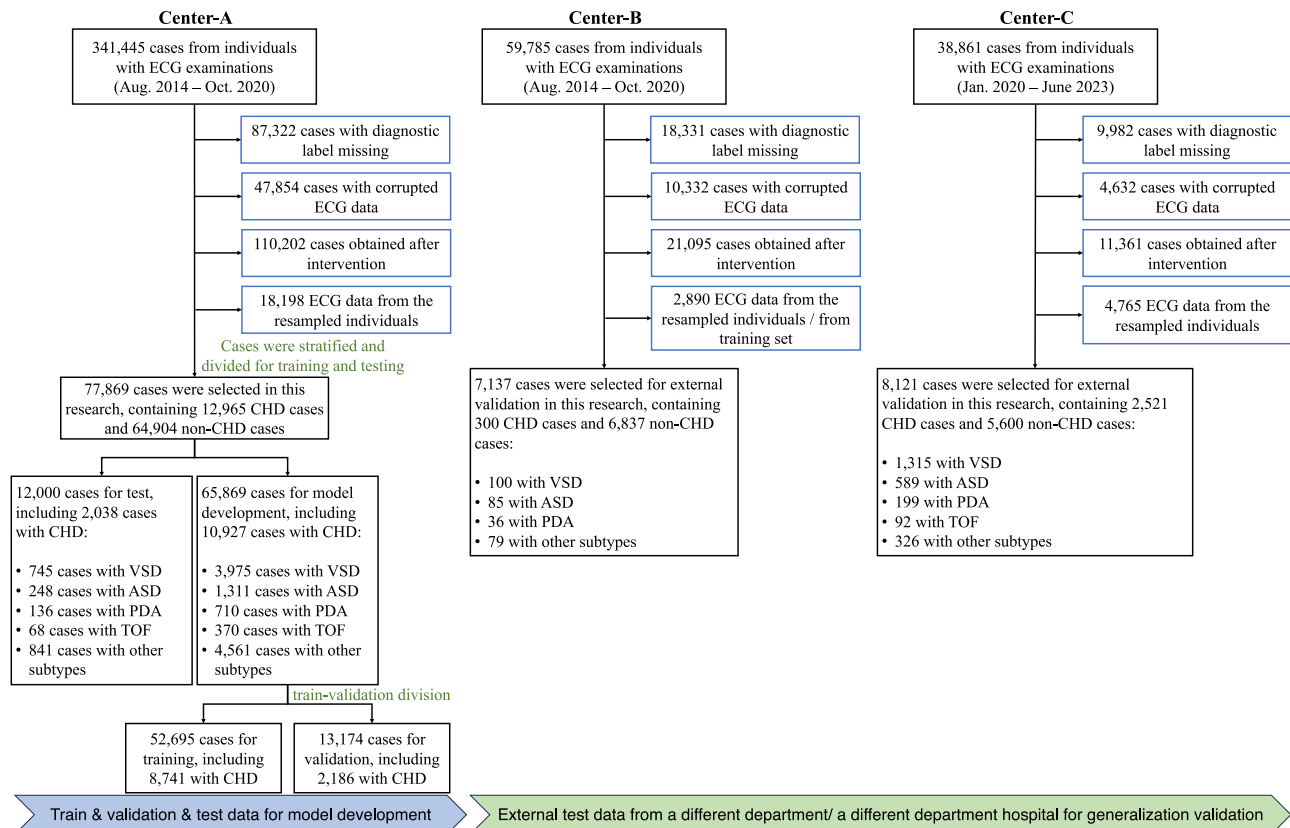 Center-A
341,445 cases from individuals
with ECG examinations
(Aug. 2014 – Oct. 2020)
87,322 cases with diagnostic
label missing
47,854 cases with corrupted
ECG data
110,202 cases obtained after
intervention
18,198 ECG data from the
resampled individuals
Cases were stratified and
divided for training and testing
77,869 cases were selected in this
research, containing 12,965 CHD cases
and 64,904 non-CHD cases
12,000 cases for test,
including 2,038 cases
with CHD:
• 745 cases with VSD
• 248 cases with ASD
• 136 cases with PDA
• 68 cases with TOF
• 841 cases with other
subtypes
65,869 cases for model
development, including
10,927 cases with CHD:
• 3,975 cases with VSD
• 1,311 cases with ASD
• 710 cases with PDA
• 370 cases with TOF
• 4,561 cases with other
subtypes
train-validation division
52,695 cases for
training, including
8,741 with CHD
13,174 cases for
validation, including
2,186 with CHD
Train & validation & test data for model development
Center-B
59,785 cases from individuals
with ECG examinations
(Aug. 2014 – Oct. 2020)
18,331 cases with diagnostic
label missing
10,332 cases with corrupted
ECG data
21,095 cases obtained after
intervention
2,890 ECG data from the
resampled individuals / from
training set
7,137 cases were selected for external
validation in this research, containing
300 CHD cases and 6,837 non-CHD
cases:
• 100 with VSD
• 85 with ASD
• 36 with PDA
• 79 with other subtypes
Center-C
38,861 cases from individuals
with ECG examinations
(Jan. 2020 – June 2023)
9,982 cases with diagnostic
label missing
4,632 cases with corrupted
ECG data
11,361 cases obtained after
intervention
4,765 ECG data from the
resampled individuals
8,121 cases were selected for external
validation in this research, containing 2,521
CHD cases and 5,600 non-CHD cases:
• 1,315 with VSD
• 589 with ASD
• 199 with PDA
• 92 with TOF
• 326 with other subtypes
External test data from a different department/ a different department hospital for generalization validation